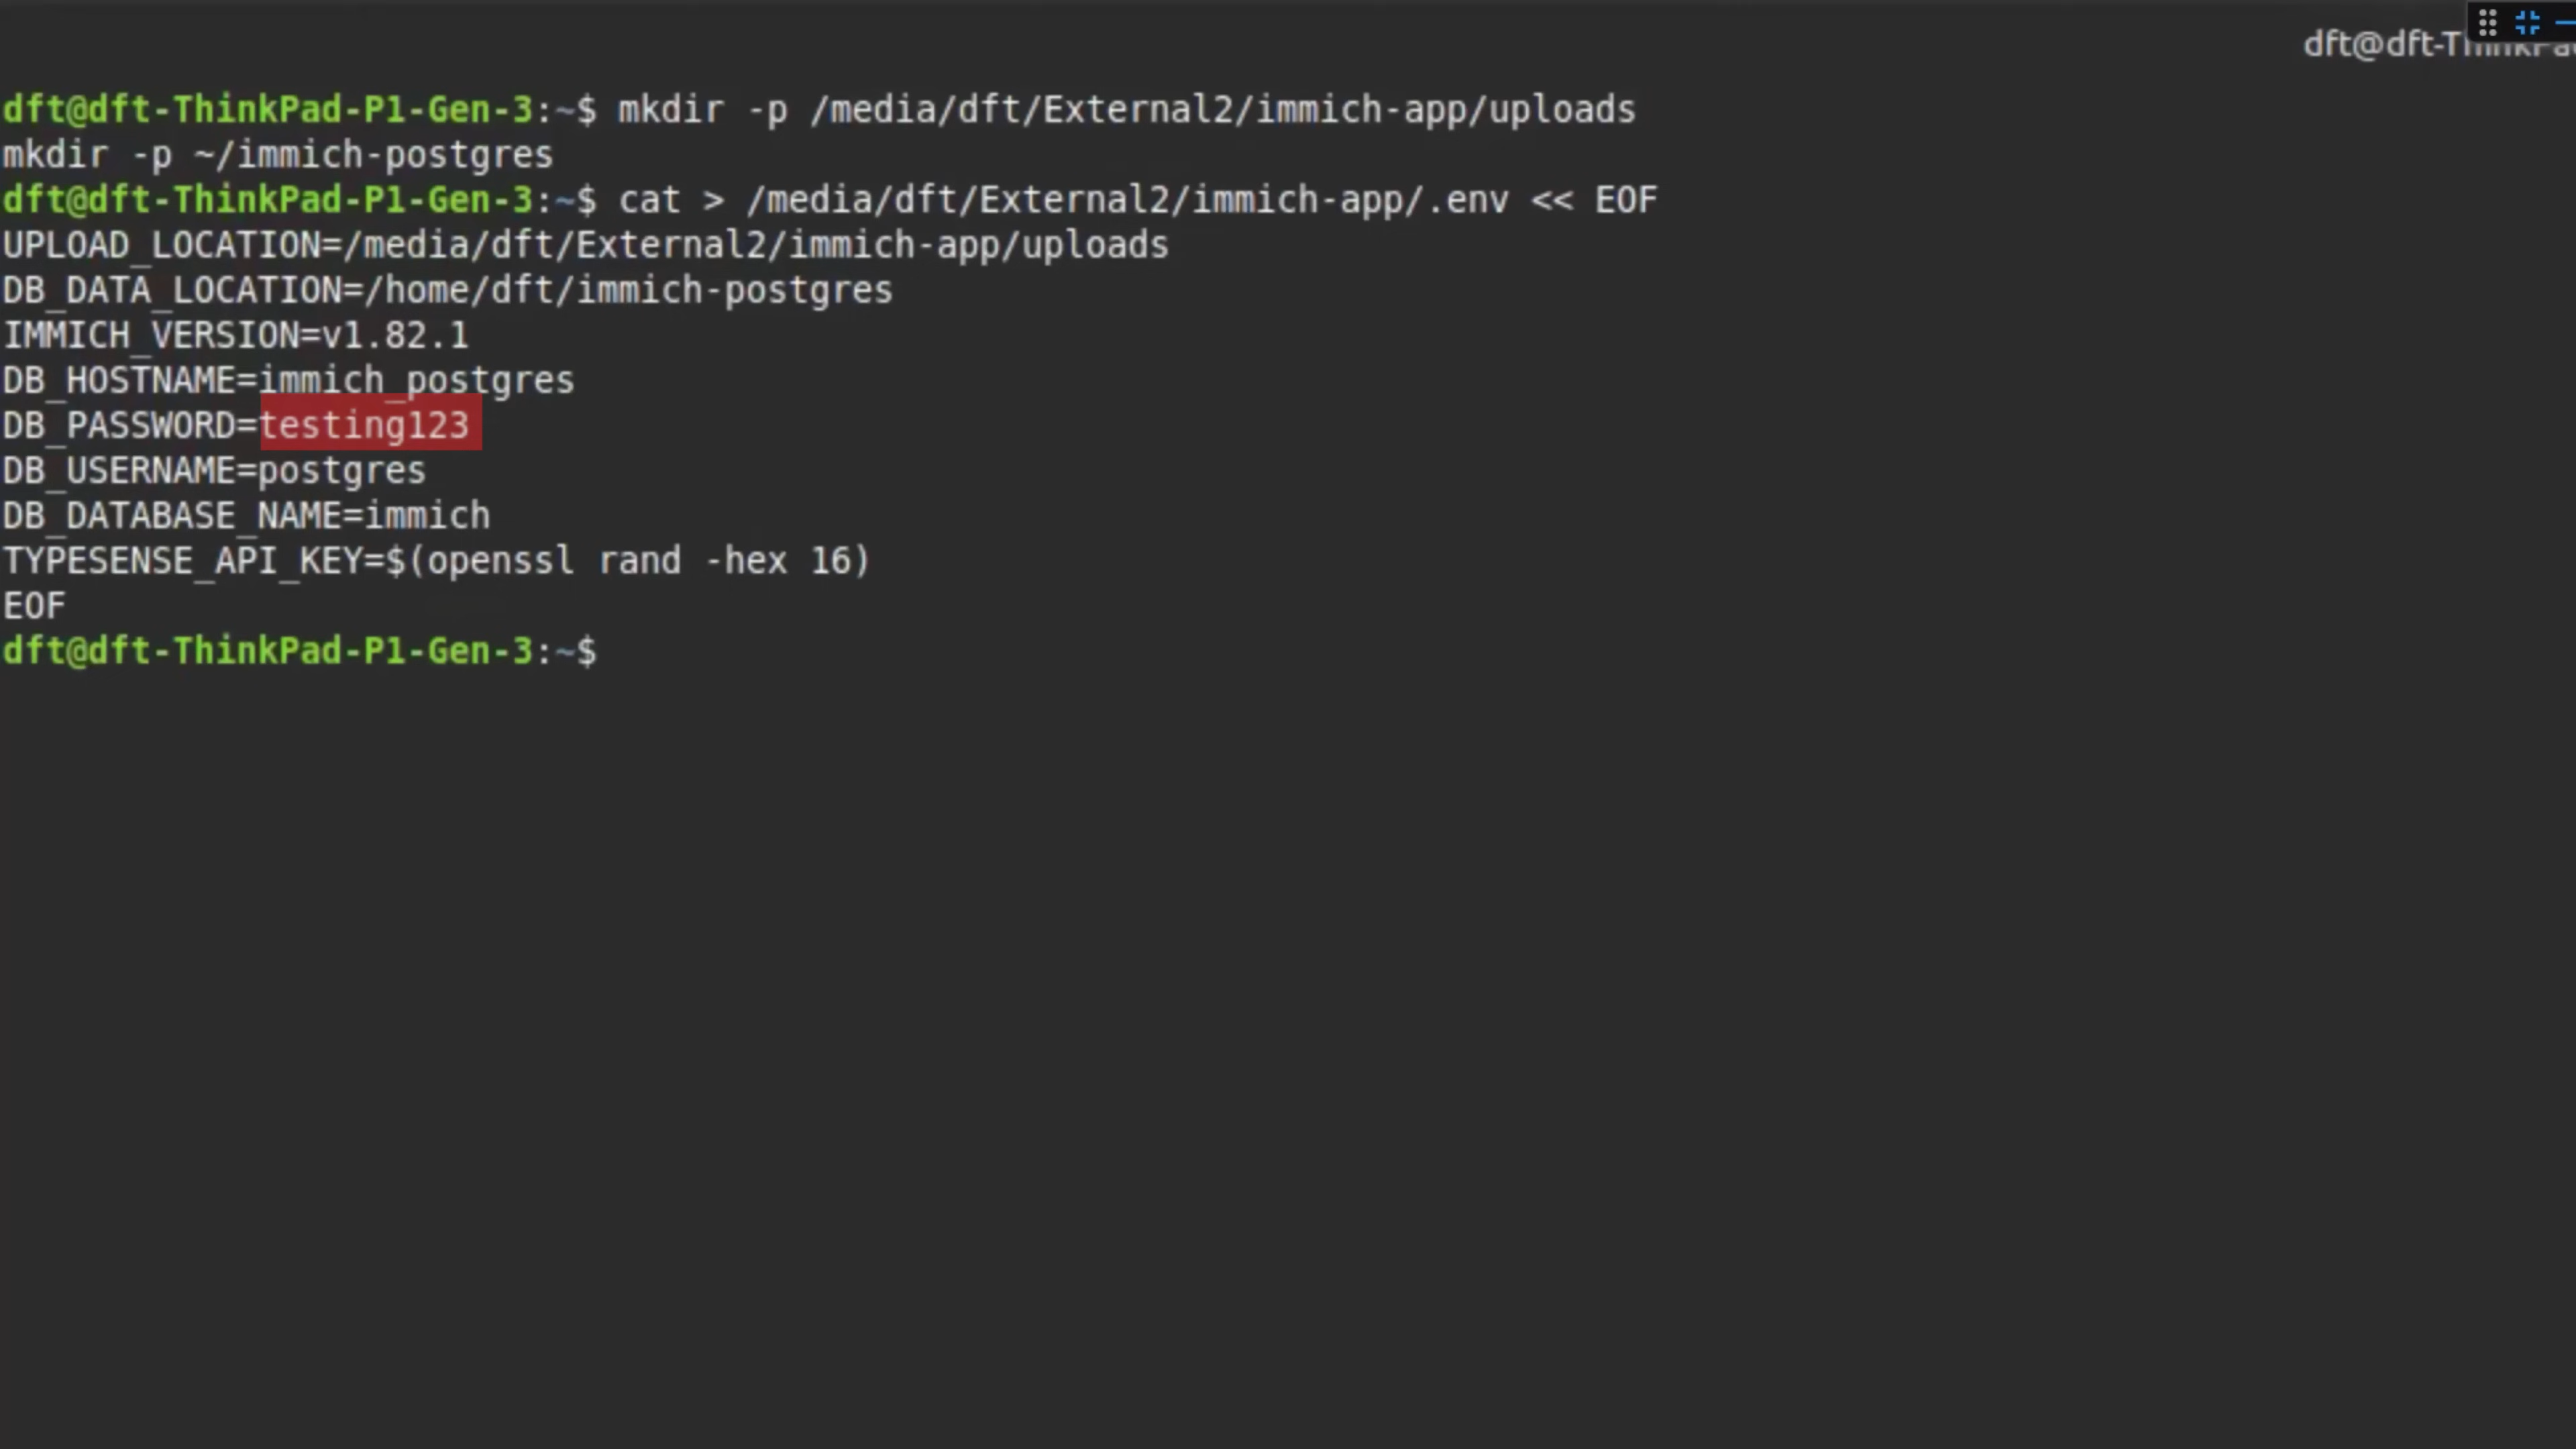 dft@dft-ThinkPa
dft@dft-ThinkPad-P1-Gen-3:~$ mkdir -p /media/dft/External2/immich-app/uploads
mkdir -p ~/immich-postgres
dft@dft-ThinkPad-P1-Gen-3:~$ cat > /media/dft/External2/immich-app/.env << EOF
UPLOAD_LOCATION=/media/dft/External2/immich-app/uploads
DB_DATA_LOCATION=/home/dft/immich-postgres
IMMICH_VERSION=v1.82.1
DB_HOSTNAME=immich_postgres
DB_PASSWORD=testing123
DB_USERNAME=postgres
DB_DATABASE_NAME=immich
TYPESENSE_API_KEY=$(openssl rand -hex 16)
EOF
dft@dft-ThinkPad-P1-Gen-3:~$